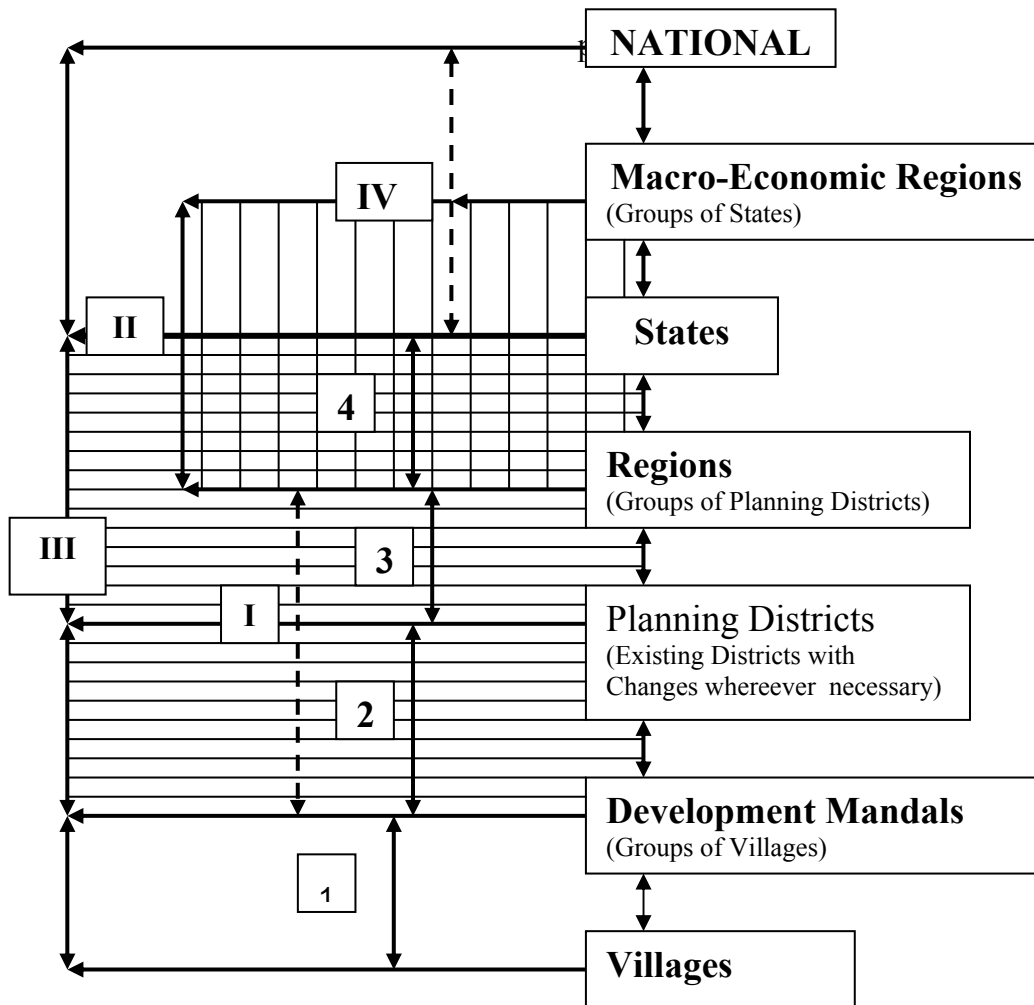 NATIONAL
Macro-Economic Regions
(Groups of States)
IV
II
States
4
Regions
(Groups of Planning Districts)
III
3
I
Planning Districts
(Existing Districts with
Changes whereever necessary)
2
Development Mandals
(Groups of Villages)
1
Villages